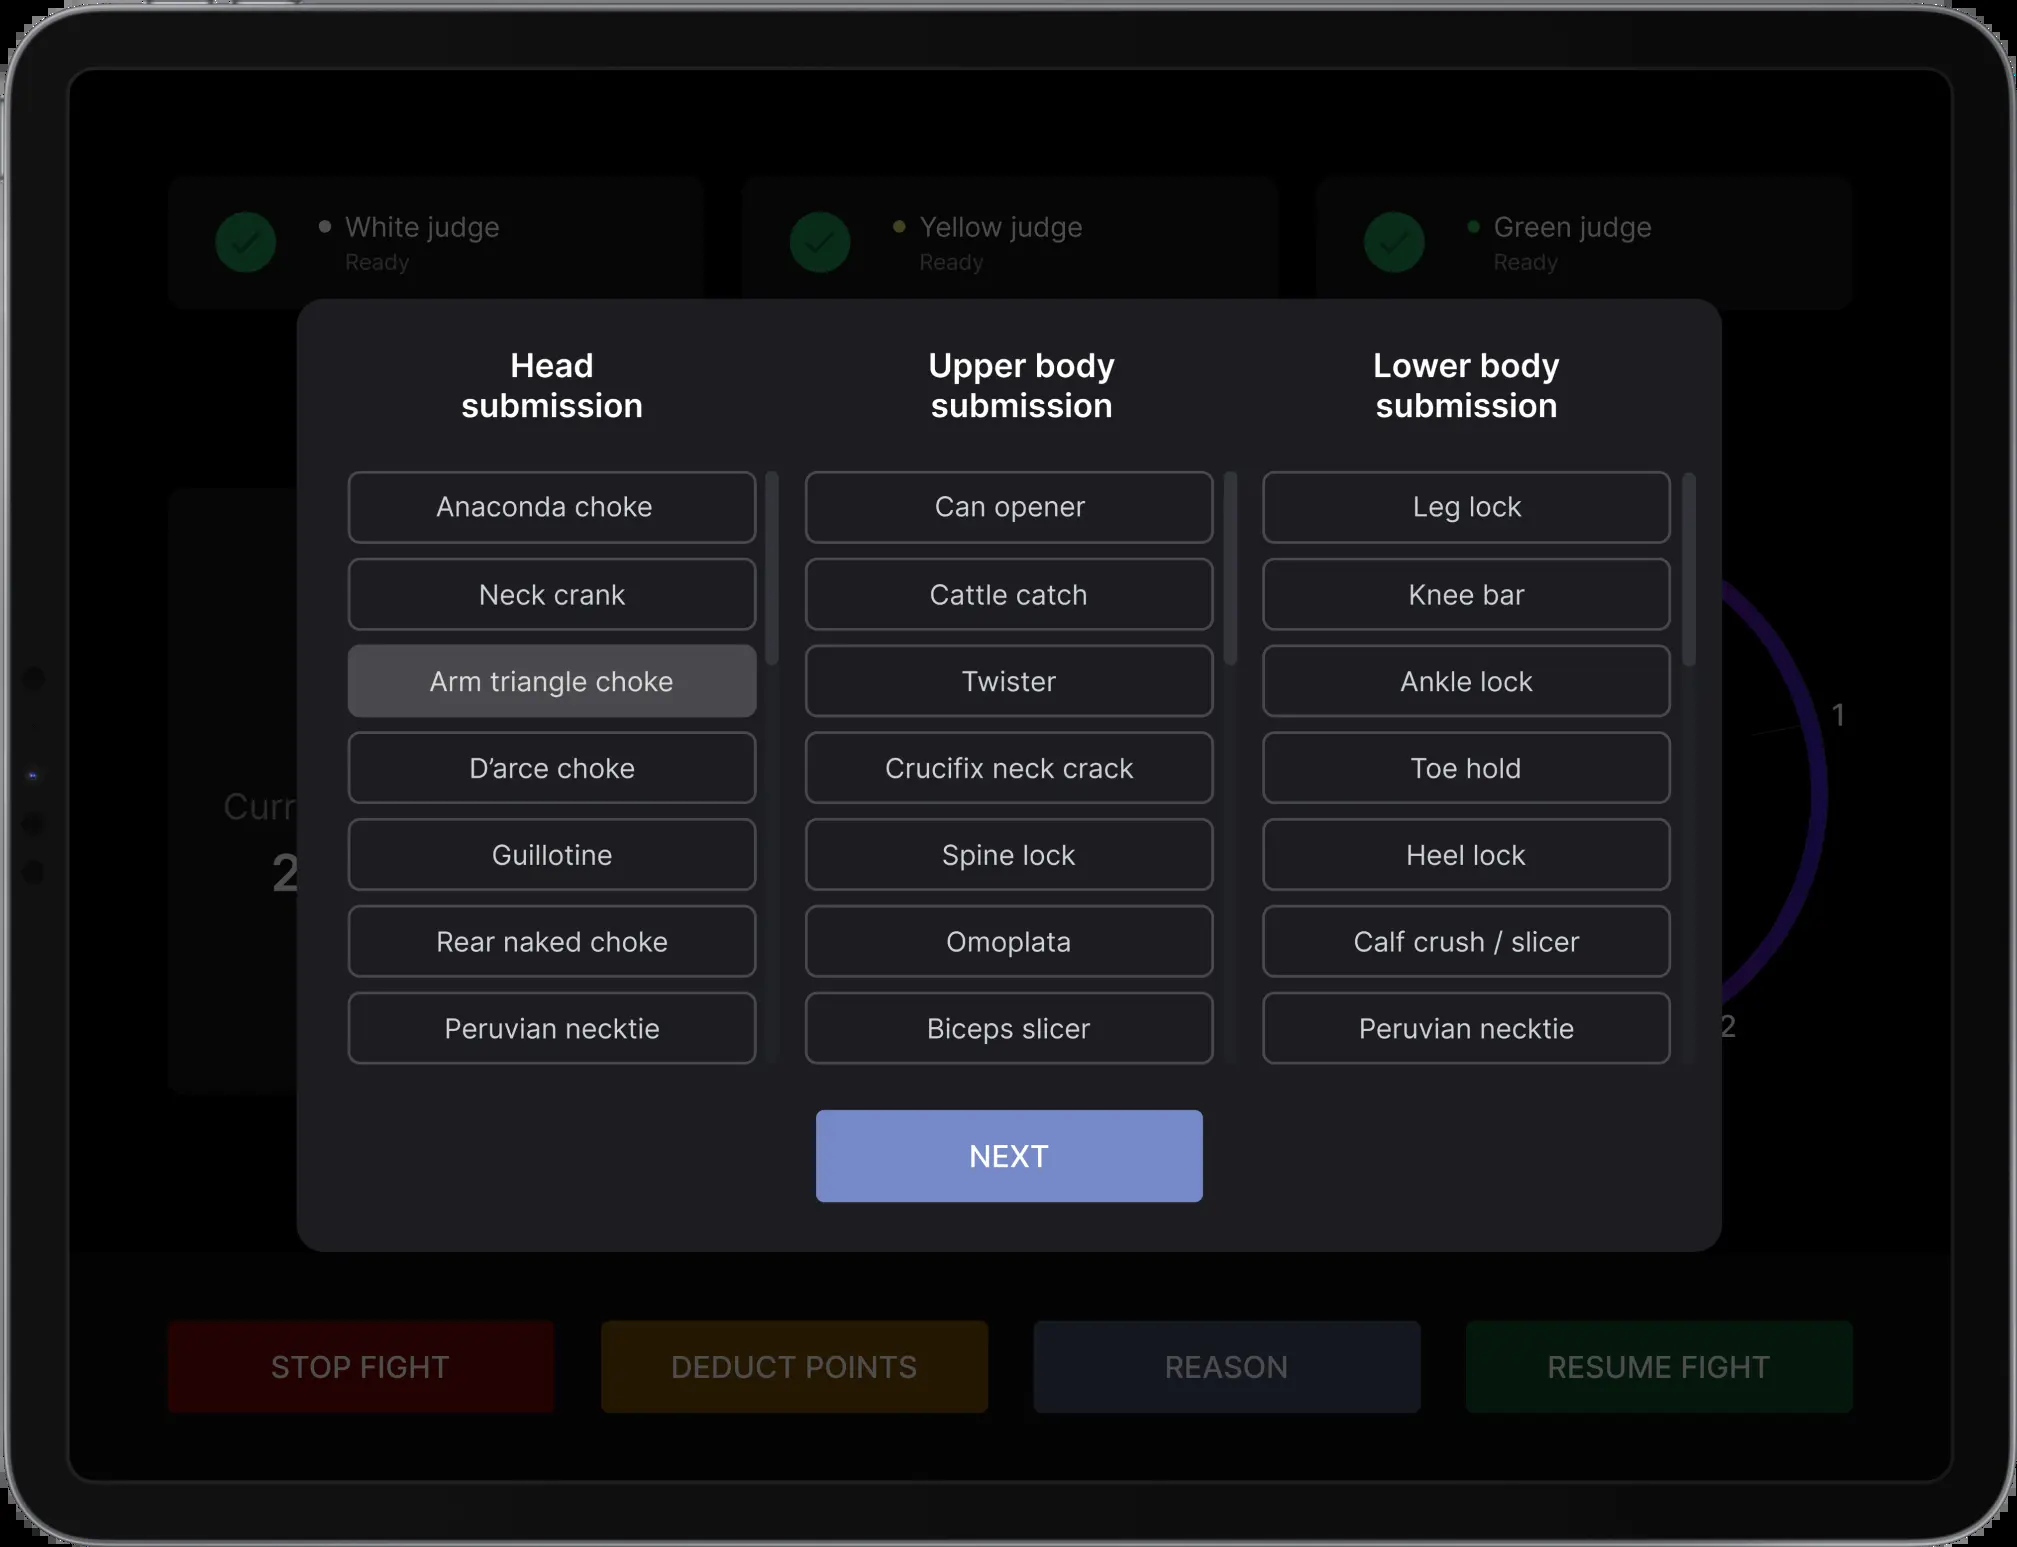 White judge
Ready
Yellow judge
Ready
Green judge
Ready
Head
submission
Upper body
submission
Lower body
submission
Anaconda choke
Can opener
Leg lock
Neck crank
Cattle catch
Knee bar
Arm triangle choke
Twister
Ankle lock
D’arce choke
Crucifix neck crack
Toe hold
Guillotine
Spine lock
Heel lock
Rear naked choke
Omoplata
Calf crush / slicer
Peruvian necktie
Biceps slicer
Peruvian necktie
1
Curr
2
2
NEXT
STOP FIGHT
DEDUCT POINTS
REASON
RESUME FIGHT